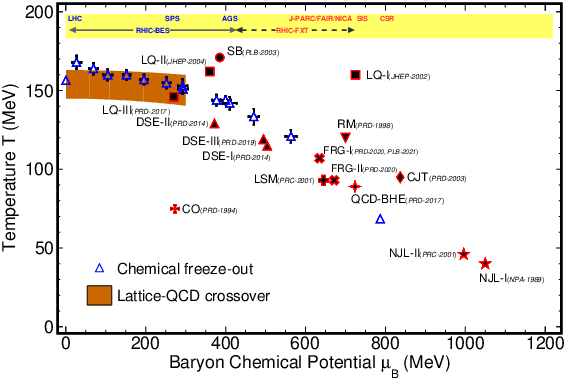 LHC SPS AGS J-PARC/FAIR/NICA SIS CSR
RHIC-BES RHIC-FXT
200
150
100
50
0
Temperature T (MeV)
SB(PLB-2003)
LQ-II(JHEP-2004)
LQ-I(JHEP-2002)
LQ-III(PRD-2017)
DSE-II(PRD-2014)
RM(PRD-1998)
DSE-III(PRD-2019)
DSE-I(PRD-2014)
FRG-I(PRD-2020, PLB-2021)
FRG-II(PRD-2020)
LSM(PRC-2001)
CJT(PRD-2003)
QCD-BHE(PRD-2017)
CO(PRD-1994)
NJL-II(PRC-2001)
NJL-I(NPA-1989)
Chemical freeze-out
Lattice-QCD crossover
0 200 400 600 800 1000 1200
Baryon Chemical Potential μB (MeV)